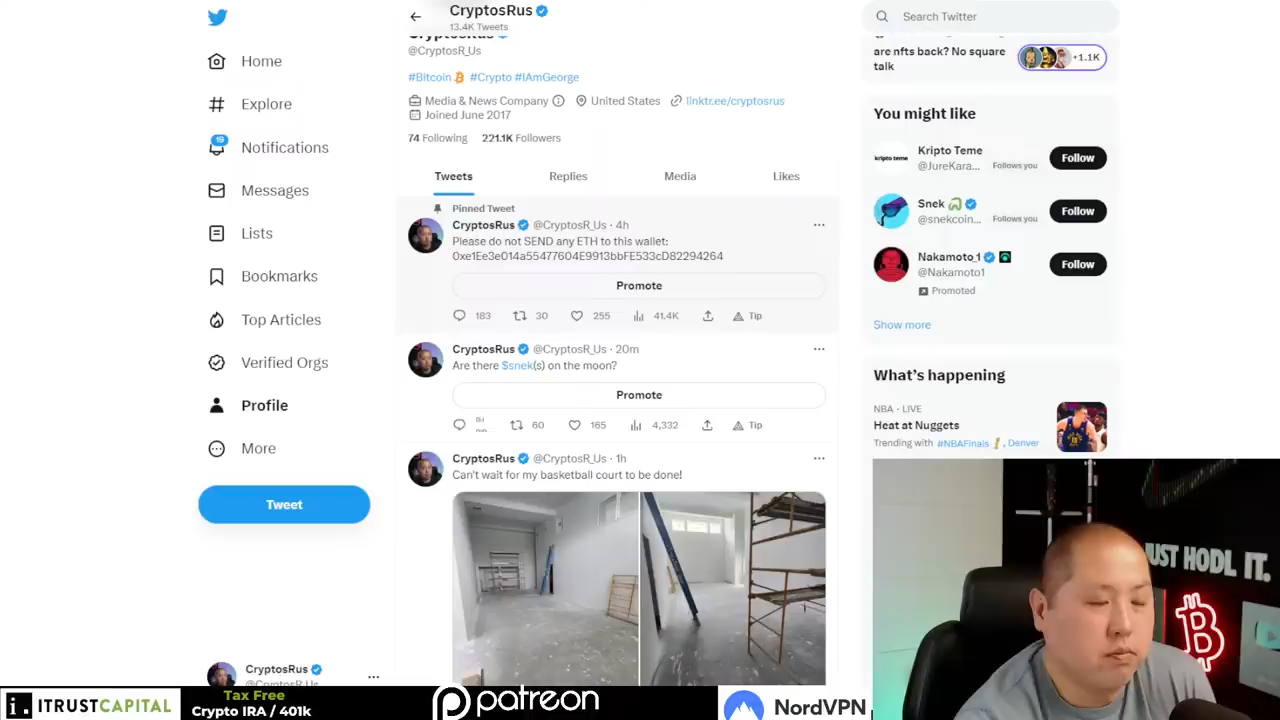 CryptosRus
13.4K Tweets
CryptosRus
@CryptosR_Us
#Bitcoin #Crypto #IAmGeorge
Media & News Company United States linktr.ee/cryptosrus
Joined June 2017
74 Following 221.1K Followers
Tweets Replies Media Likes
Pinned Tweet
CryptosRus @CryptosR_Us · 4h
Please do not SEND any ETH to this wallet:
0xe1Ee3e014a55477604E9913bbFE533cD82294264
Promote
183 30 255 41.4K Tip
CryptosRus @CryptosR_Us · 20m
Are there $snek(s) on the moon?
Promote
60 165 4,332 Tip
CryptosRus @CryptosR_Us · 1h
Can't wait for my basketball court to be done!
Home
Explore
19
Notifications
Messages
Lists
Bookmarks
Top Articles
Verified Orgs
Profile
More
Tweet
CryptosRus
@CryptosR_Us
Search Twitter
are nfts back? No square
talk
+1.1K
You might like
kripto teme
Kripto Teme
@JureKara... Follows you
Follow
Snek
@snekcoin... Follows you
Follow
Nakamoto_1
@Nakamoto1
Promoted
Follow
Show more
What's happening
NBA · LIVE
Heat at Nuggets
Trending with #NBAFinals , Denver
JUST HODL IT.
i. ITRUSTCAPITAL
Tax Free
Crypto IRA / 401k
patreon
NordVPN